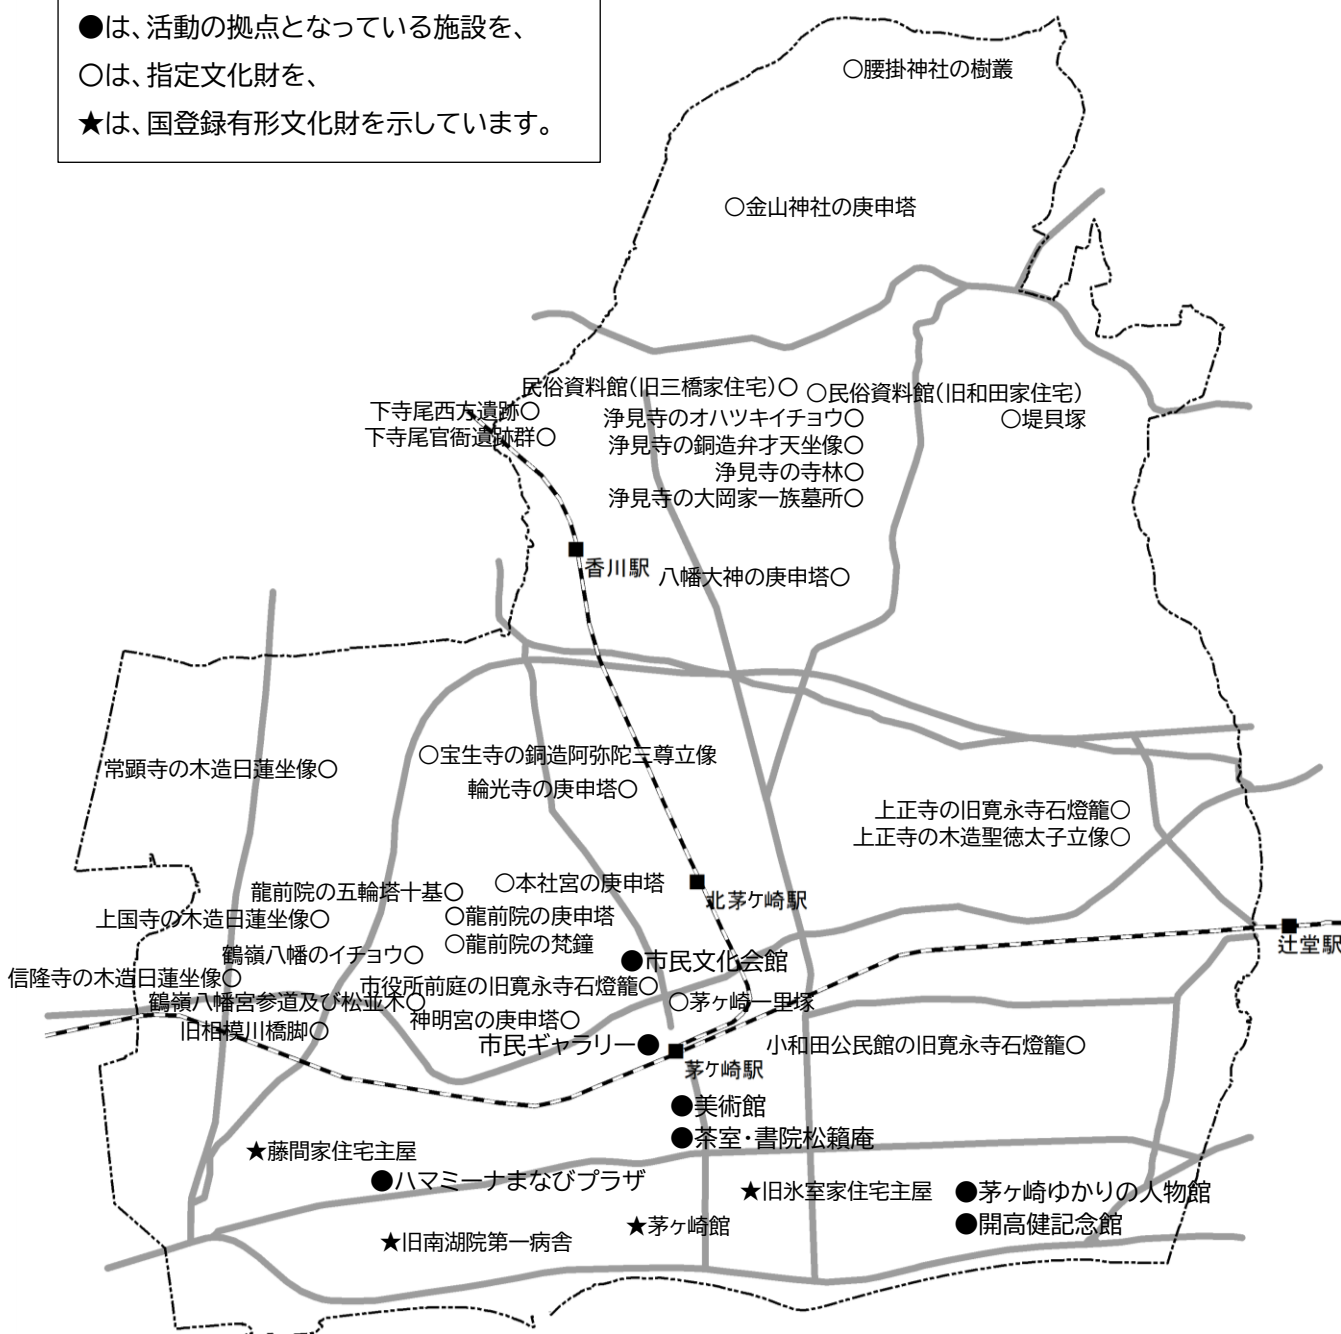 ●は、活動の拠点となっている施設を、
○は、指定文化財を、
★は、国登録有形文化財を示しています。
○腰掛神社の樹叢
○金山神社の庚申塔
民俗資料館(旧三橋家住宅)○
○民俗資料館(旧和田家住宅)
下寺尾西方遺跡○
浄見寺のオハツキイチョウ○
○堤貝塚
下寺尾官衙遺跡群○
浄見寺の銅造弁才天坐像○
浄見寺の寺林○
浄見寺の大岡家一族墓所○
香川駅
八幡大神の庚申塔○
○宝生寺の銅造阿弥陀三尊立像
常顕寺の木造日蓮坐像○
輪光寺の庚申塔○
上正寺の旧寛永寺石燈籠○
上正寺の木造聖徳太子立像○
龍前院の五輪塔十基○
○本社宮の庚申塔
北茅ケ崎駅
上国寺の木造日蓮坐像○
○龍前院の庚申塔
○龍前院の梵鐘
辻堂駅
鶴嶺八幡のイチョウ○
●市民文化会館
信隆寺の木造日蓮坐像○
市役所前庭の旧寛永寺石燈籠○
鶴嶺八幡宮参道及び松並木○
○茅ヶ崎一里塚
神明宮の庚申塔○
旧相模川橋脚○
市民ギャラリー●
小和田公民館の旧寛永寺石燈籠○
茅ケ崎駅
●美術館
●茶室・書院松籟庵
★藤間家住宅主屋
●ハマミーナまなびプラザ
★旧氷室家住宅主屋
●茅ヶ崎ゆかりの人物館
★茅ヶ崎館
●開高健記念館
★旧南湖院第一病舎